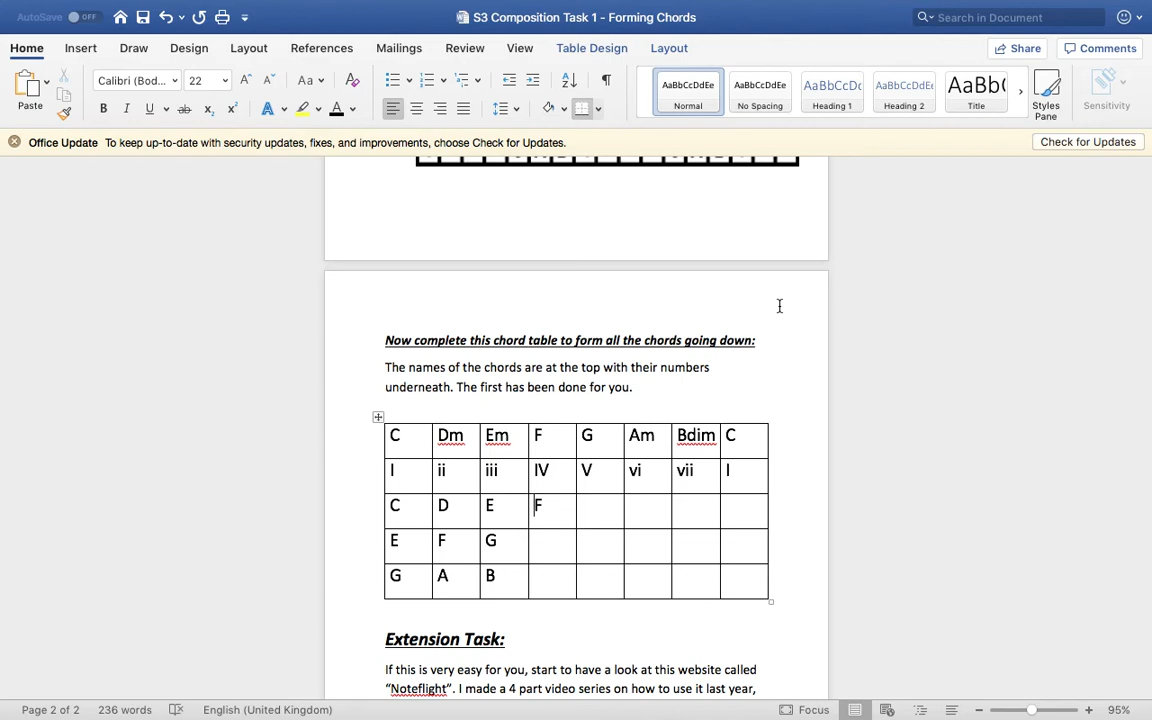 AutoSave OFF S3 Composition Task 1 - Forming Chords Search in Document
Home Insert Draw Design Layout References Mailings Review View Table Design Layout Share Comments
Paste Calibri (Bod... 22 A A Aa A
B I U ab x₂ x² A A
AaBbCcDdEe AaBbCcDdEe AaBbCcDc AaBbCcDdEe AaBbC
Normal No Spacing Heading 1 Heading 2 Title Styles Pane Sensitivity
Office Update To keep up-to-date with security updates, fixes, and improvements, choose Check for Updates. Check for Updates
Now complete this chord table to form all the chords going down:
The names of the chords are at the top with their numbers
underneath. The first has been done for you.
C Dm Em F G Am Bdim C
I ii iii IV V vi vii I
C D E F
E F G
G A B
Extension Task:
If this is very easy for you, start to have a look at this website called
“Noteflight”. I made a 4 part video series on how to use it last year,
Page 2 of 2 236 words English (United Kingdom) Focus 95%